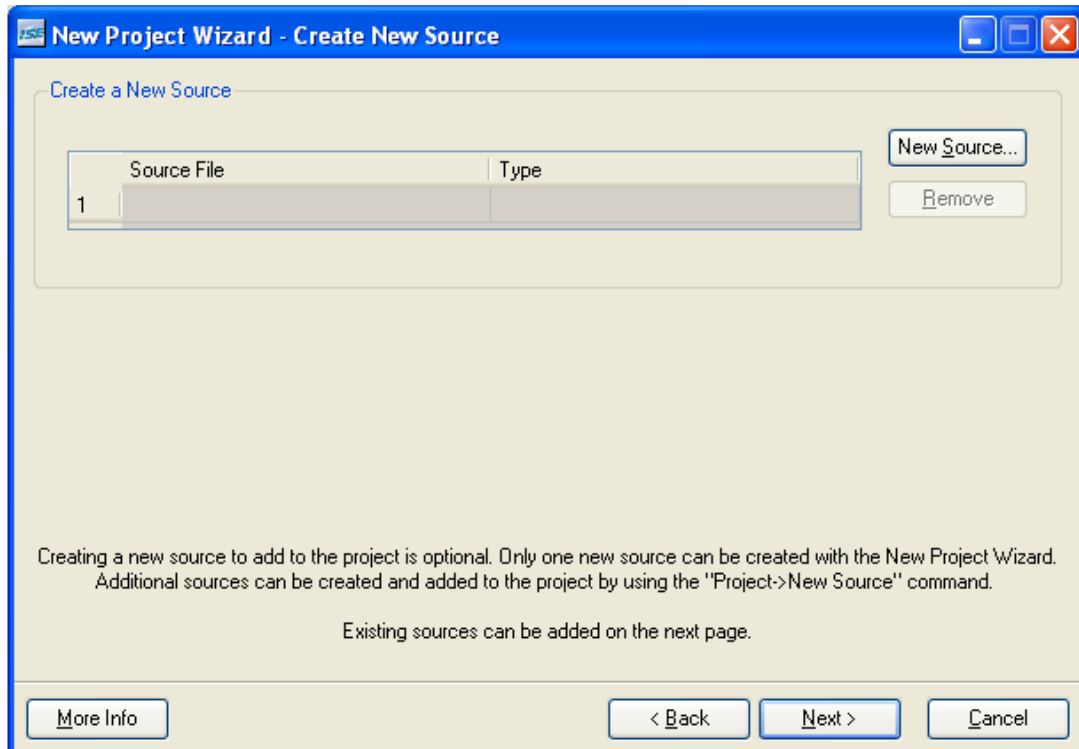 ISE New Project Wizard - Create New Source
Create a New Source
New Source...
Source File Type
1
Remove
Creating a new source to add to the project is optional. Only one new source can be created with the New Project Wizard.
Additional sources can be created and added to the project by using the "Project->New Source" command.
Existing sources can be added on the next page.
More Info < Back Next > Cancel